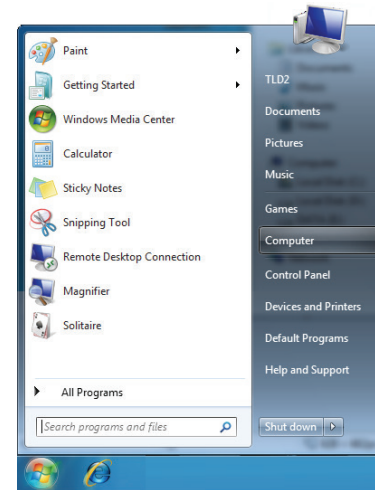 Paint
Getting Started
Windows Media Center
Calculator
Sticky Notes
Snipping Tool
Remote Desktop Connection
Magnifier
Solitaire
All Programs
Search programs and files
TLD2
Documents
Pictures
Music
Games
Computer
Control Panel
Devices and Printers
Default Programs
Help and Support
Shut down